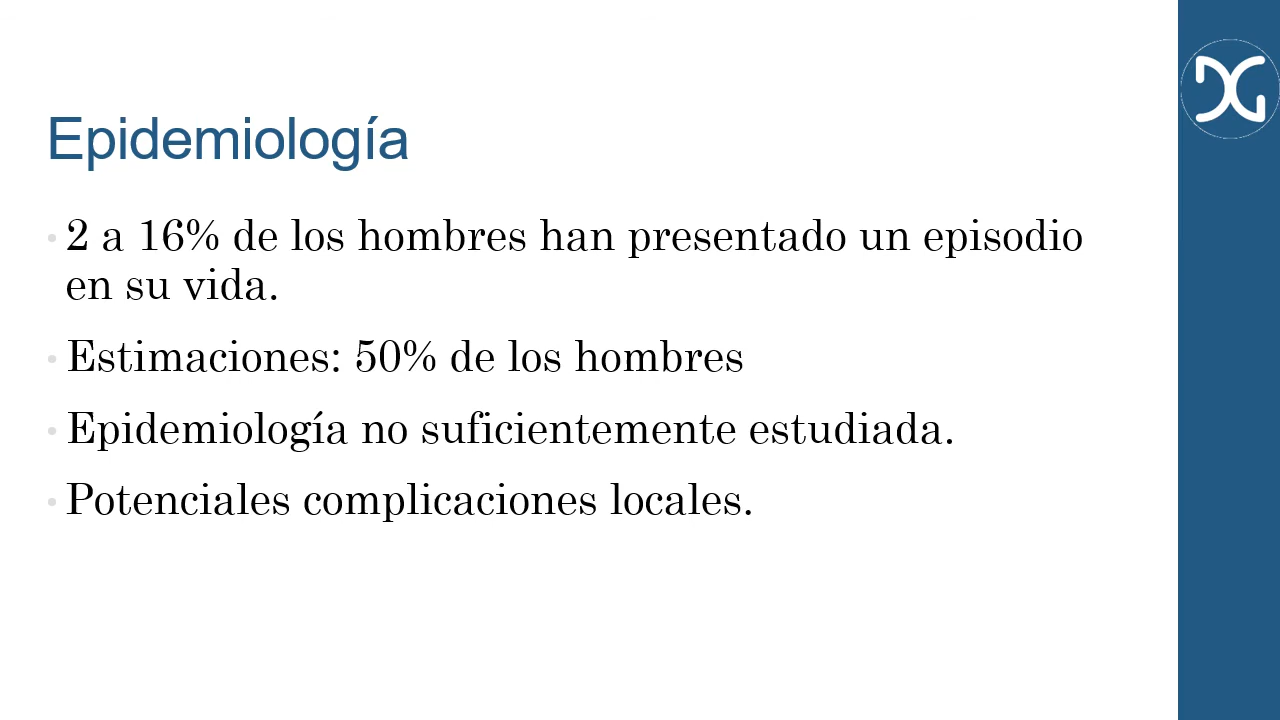 Epidemiología
• 2 a 16% de los hombres han presentado un episodio
en su vida.
• Estimaciones: 50% de los hombres
• Epidemiología no suficientemente estudiada.
• Potenciales complicaciones locales.